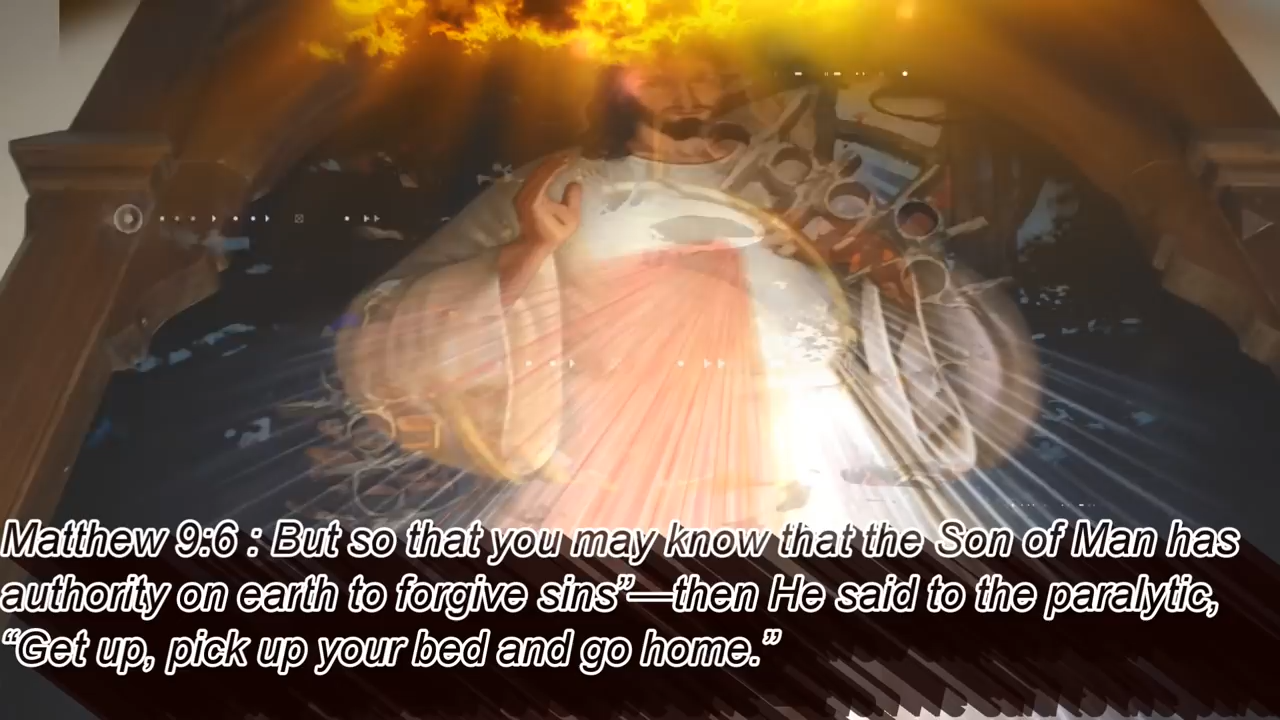 Matthew 9:6 : But so that you may know that the Son of Man has
authority on earth to forgive sins”—then He said to the paralytic,
“Get up, pick up your bed and go home.”